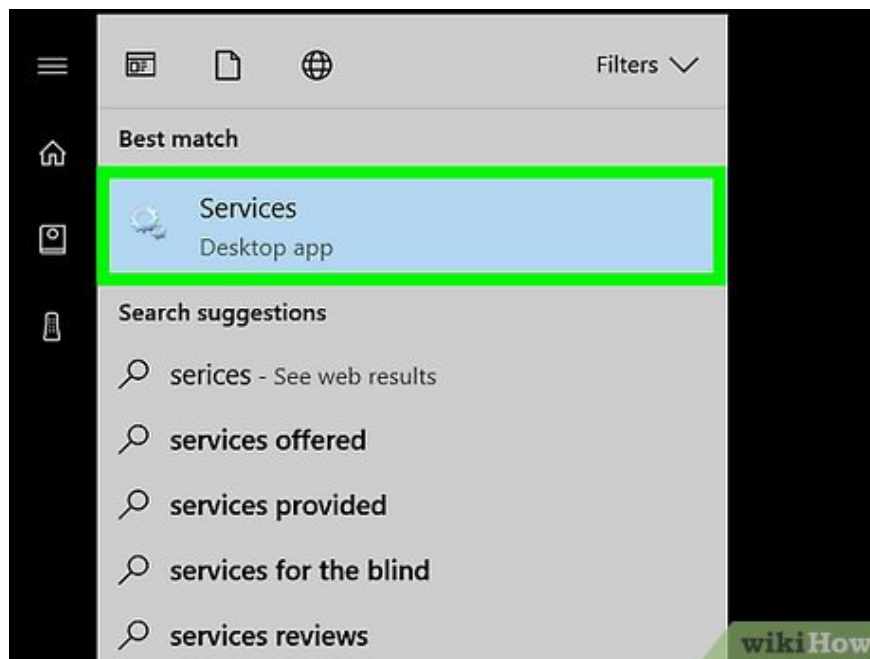 Filters
Best match
Services
Desktop app
Search suggestions
serices - See web results
services offered
services provided
services for the blind
services reviews
wikiHow